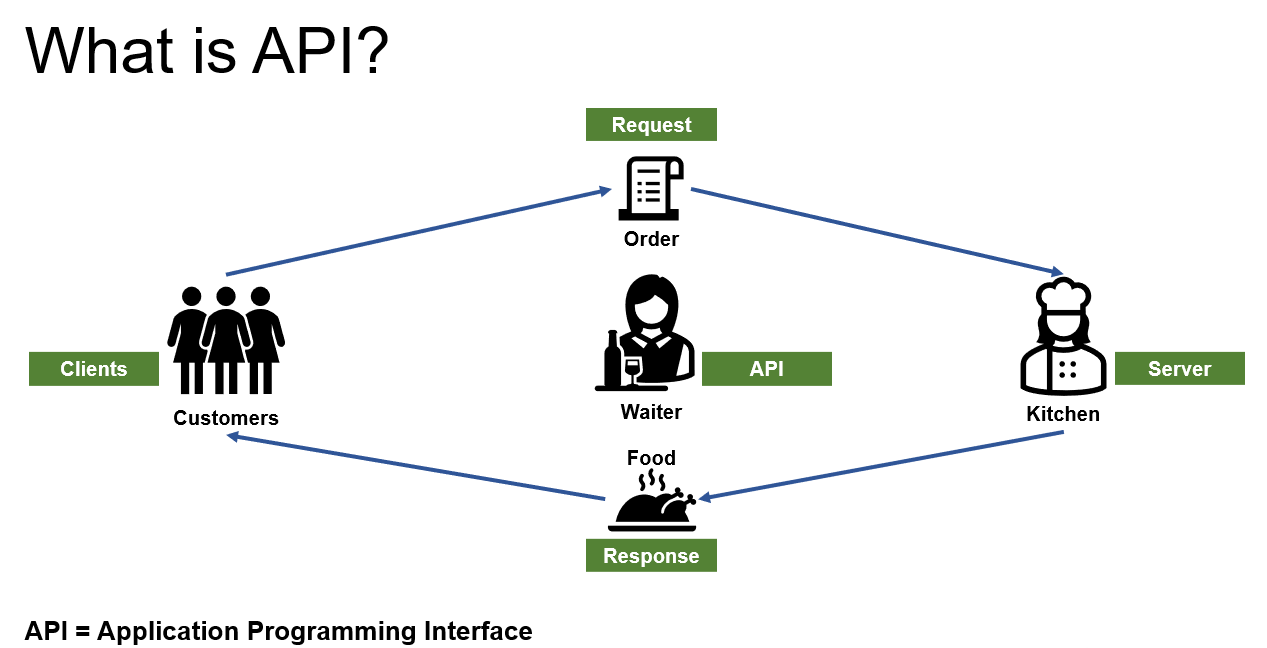 What is API?
Request
Order
Clients
Customers
API
Waiter
Server
Kitchen
Food
Response
API = Application Programming Interface